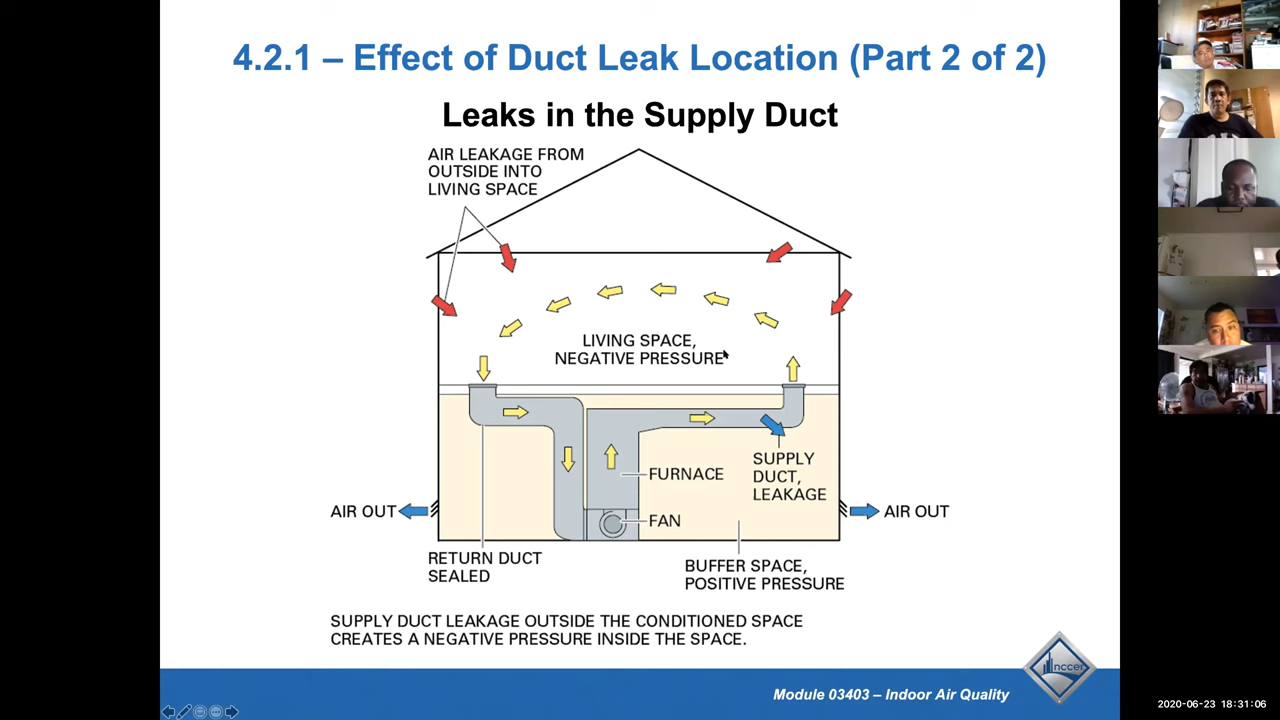 4.2.1 – Effect of Duct Leak Location (Part 2 of 2)
Leaks in the Supply Duct
AIR LEAKAGE FROM
OUTSIDE INTO
LIVING SPACE
LIVING SPACE,
NEGATIVE PRESSURE
SUPPLY
DUCT,
LEAKAGE
FURNACE
FAN
AIR OUT
AIR OUT
RETURN DUCT
SEALED
BUFFER SPACE,
POSITIVE PRESSURE
SUPPLY DUCT LEAKAGE OUTSIDE THE CONDITIONED SPACE
CREATES A NEGATIVE PRESSURE INSIDE THE SPACE.
nccer
Module 03403 – Indoor Air Quality
2020-06-23 18:31:06